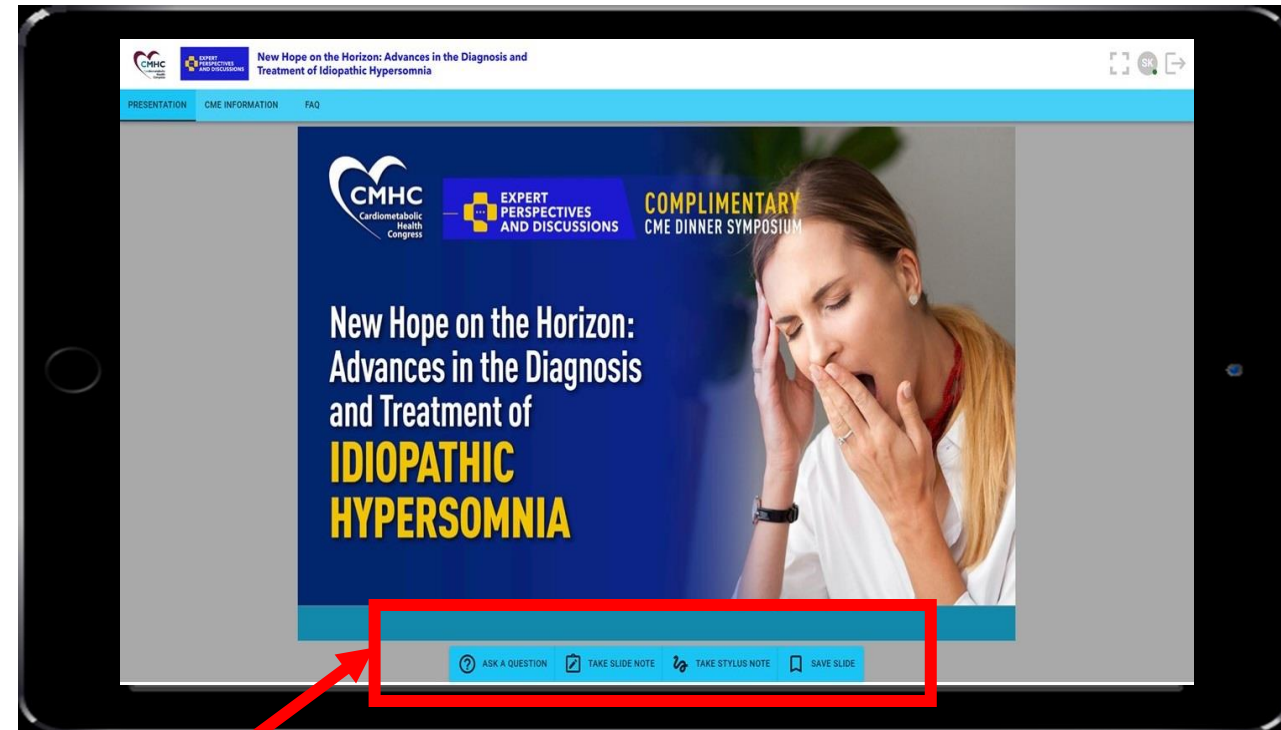 CMHC
EXPERT
PERSPECTIVES
AND DISCUSSIONS
New Hope on the Horizon: Advances in the Diagnosis and
Treatment of Idiopathic Hypersomnia
SK
PRESENTATION CME INFORMATION FAQ
CMHC
Cardiometabolic
Health
Congress
EXPERT
PERSPECTIVES
AND DISCUSSIONS
COMPLIMENTARY
CME DINNER SYMPOSIUM
New Hope on the Horizon:
Advances in the Diagnosis
and Treatment of
IDIOPATHIC
HYPERSOMNIA
ASK A QUESTION TAKE SLIDE NOTE TAKE STYLUS NOTE SAVE SLIDE